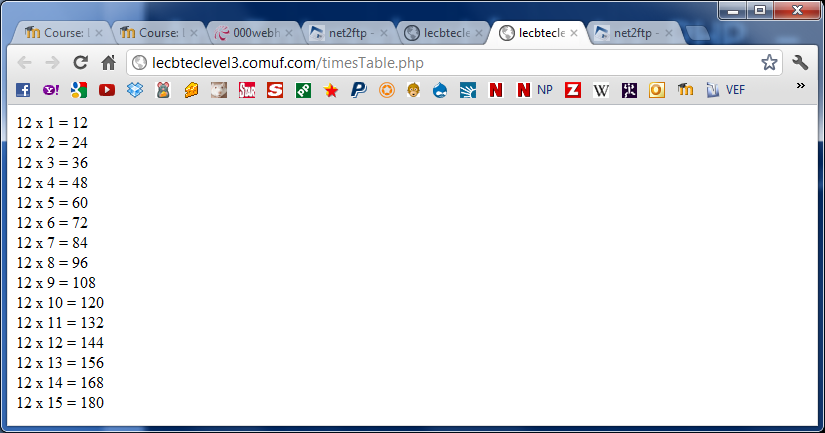 Course: L
Course: L
000webh
net2ftp -
lecbtecle
lecbtecle
net2ftp -
lecbteclevel3.comuf.com/timesTable.php
NP
W
VEF
»
12 x 1 = 12
12 x 2 = 24
12 x 3 = 36
12 x 4 = 48
12 x 5 = 60
12 x 6 = 72
12 x 7 = 84
12 x 8 = 96
12 x 9 = 108
12 x 10 = 120
12 x 11 = 132
12 x 12 = 144
12 x 13 = 156
12 x 14 = 168
12 x 15 = 180